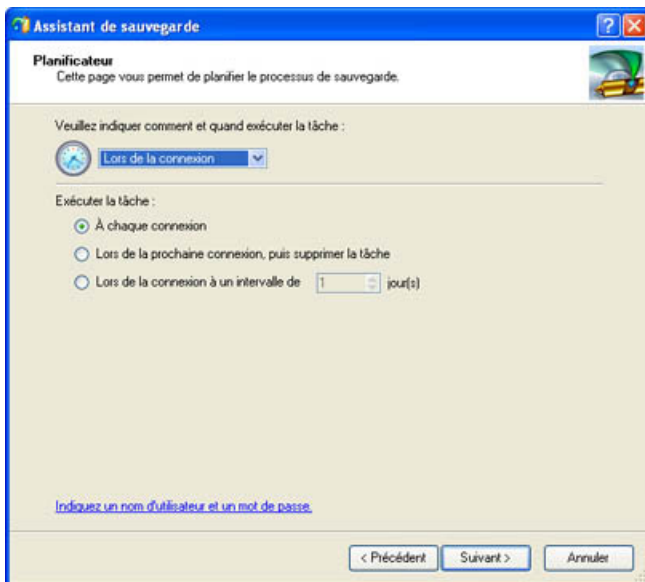 Assistant de sauvegarde
Planificateur
Cette page vous permet de planifier le processus de sauvegarde.
Veuillez indiquer comment et quand exécuter la tâche :
Lors de la connexion
Exécuter la tâche :
À chaque connexion
Lors de la prochaine connexion, puis supprimer la tâche
Lors de la connexion à un intervalle de 1 jour(s)
Indiquez un nom d'utilisateur et un mot de passe.
< Précédent Suivant > Annuler